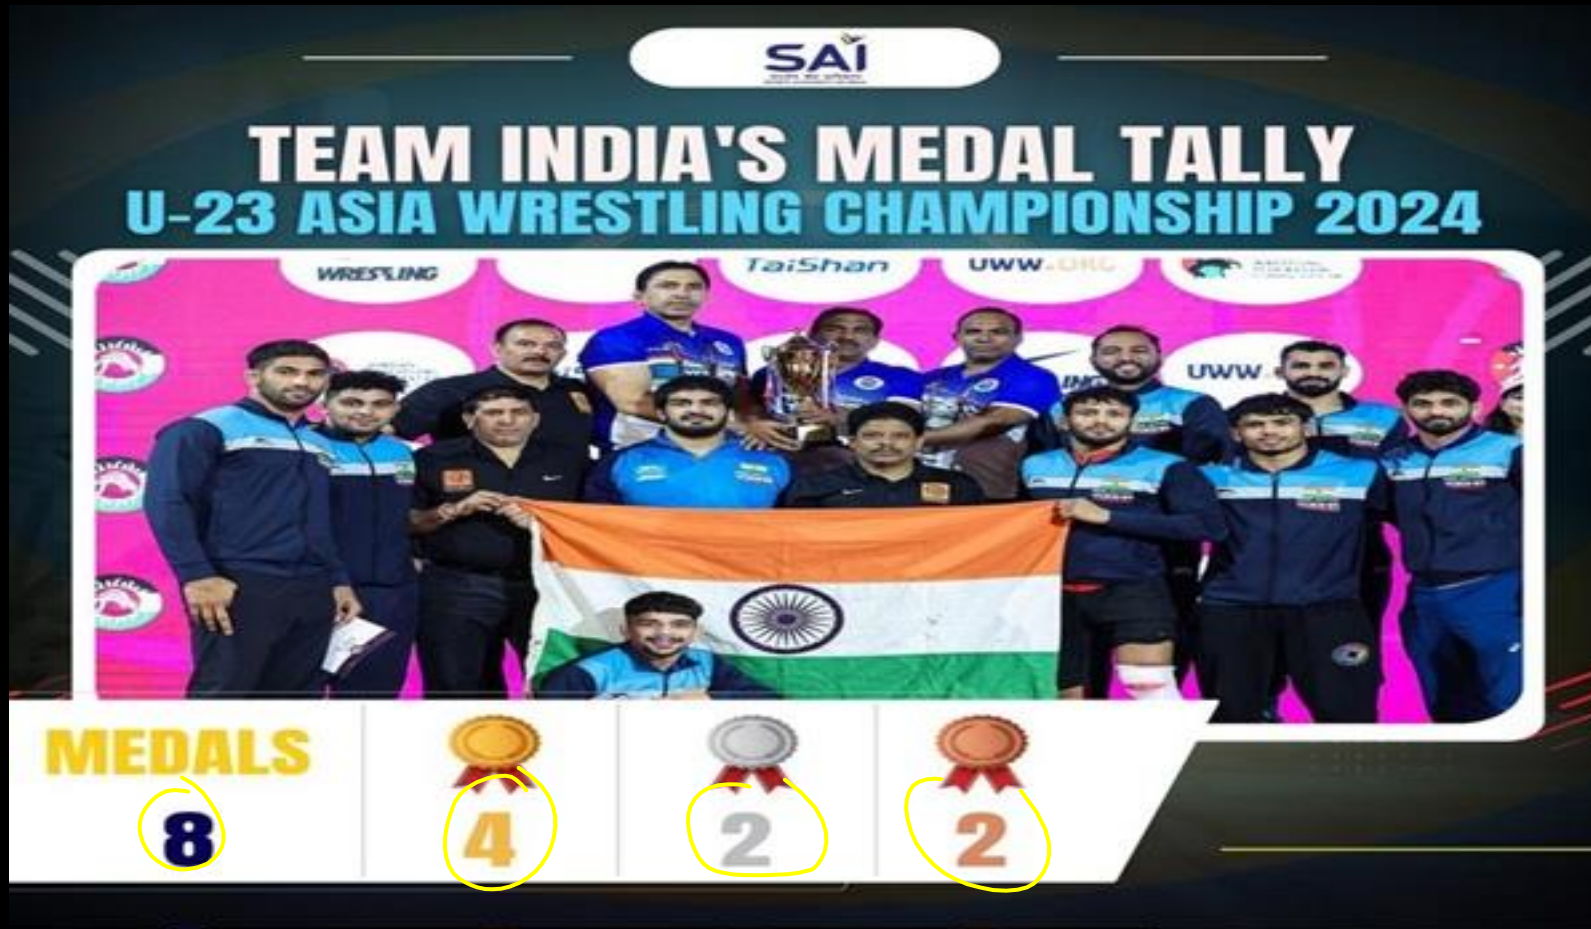 SAI
TEAM INDIA'S MEDAL TALLY
U-23 ASIA WRESTLING CHAMPIONSHIP 2024
WRESTLING
TaiShan
UWW.ORG
UWW
MEDALS
8
4
2
2